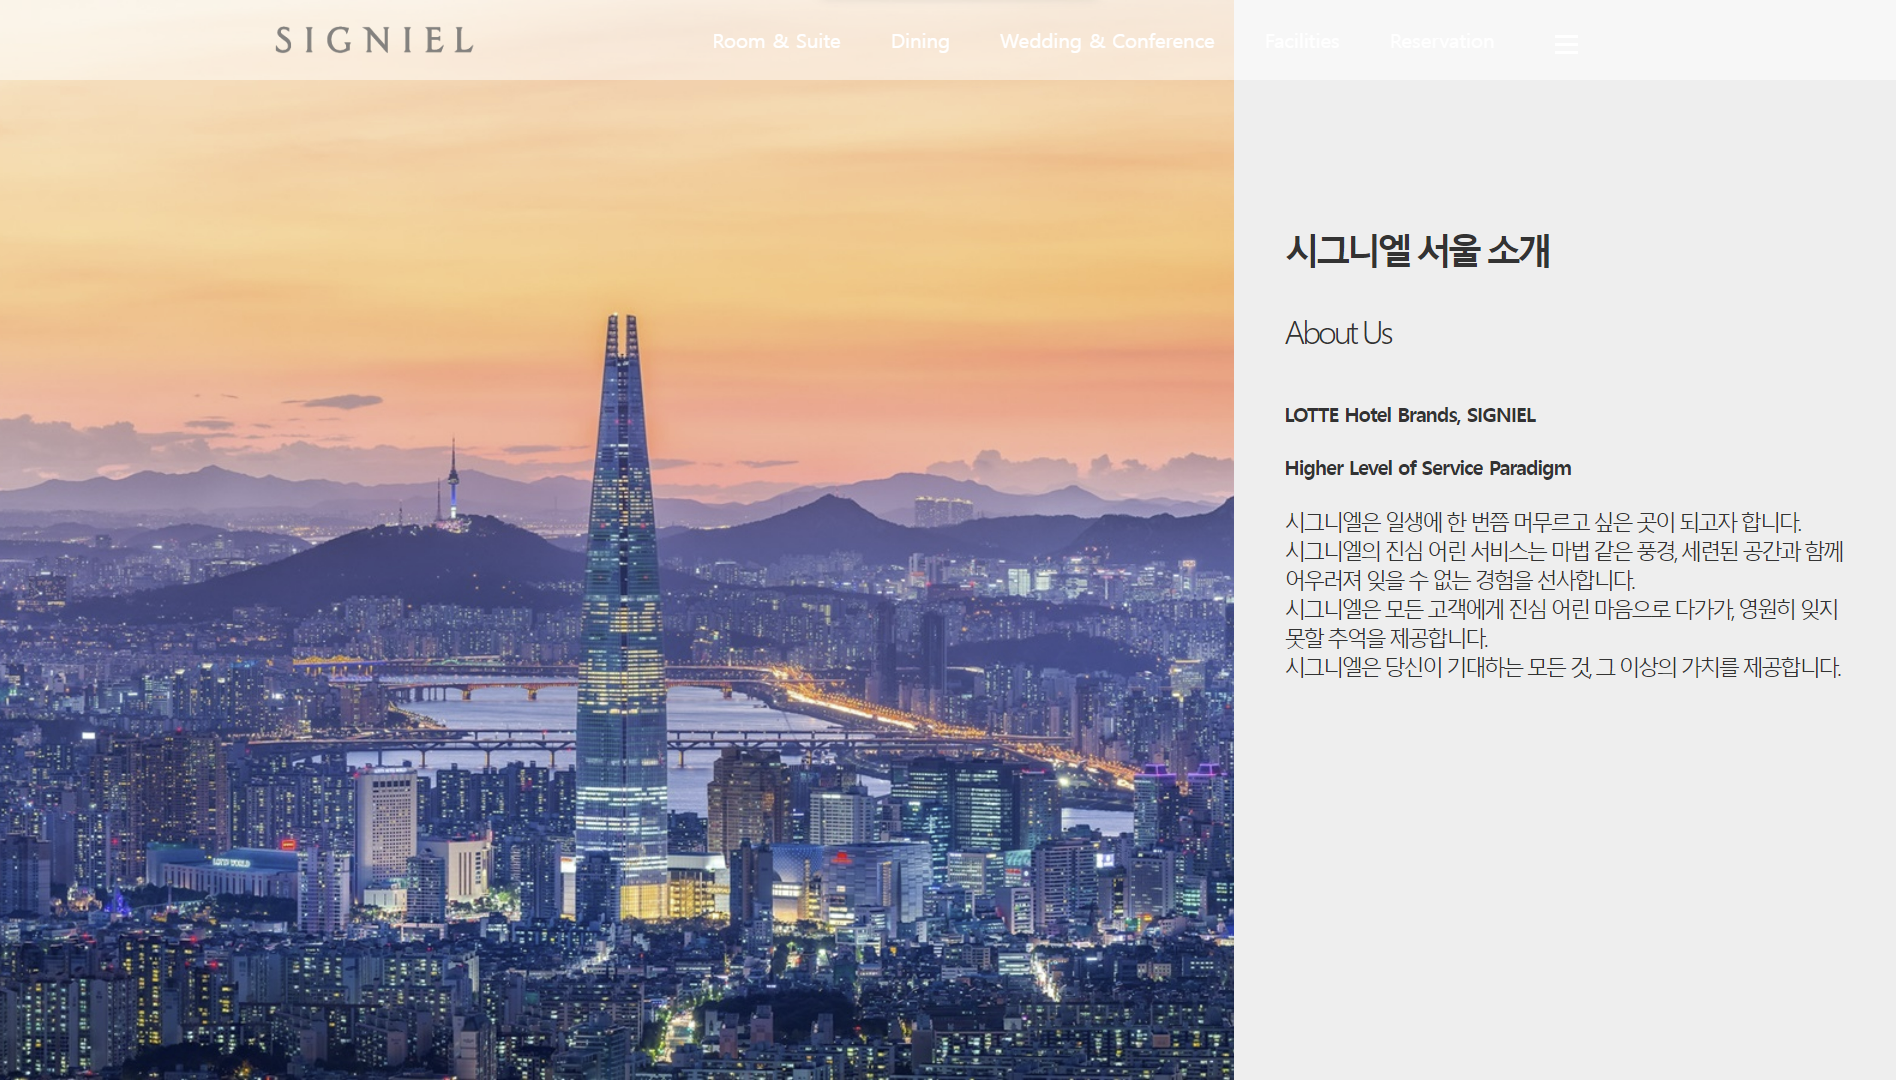 SIGNIEL
Room & Suite
Dining
Wedding & Conference
Facilities
Reservation
시그니엘 서울 소개
About Us
LOTTE Hotel Brands, SIGNIEL
Higher Level of Service Paradigm
시그니엘은 일생에 한 번쯤 머무르고 싶은 곳이 되고자 합니다.
시그니엘의 진심 어린 서비스는 마법 같은 풍경, 세련된 공간과 함께
어우러져 잊을 수 없는 경험을 선사합니다.
시그니엘은 모든 고객에게 진심 어린 마음으로 다가가, 영원히 잊지
못할 추억을 제공합니다.
시그니엘은 당신이 기대하는 모든 것, 그 이상의 가치를 제공합니다.
LOTTE WORLD